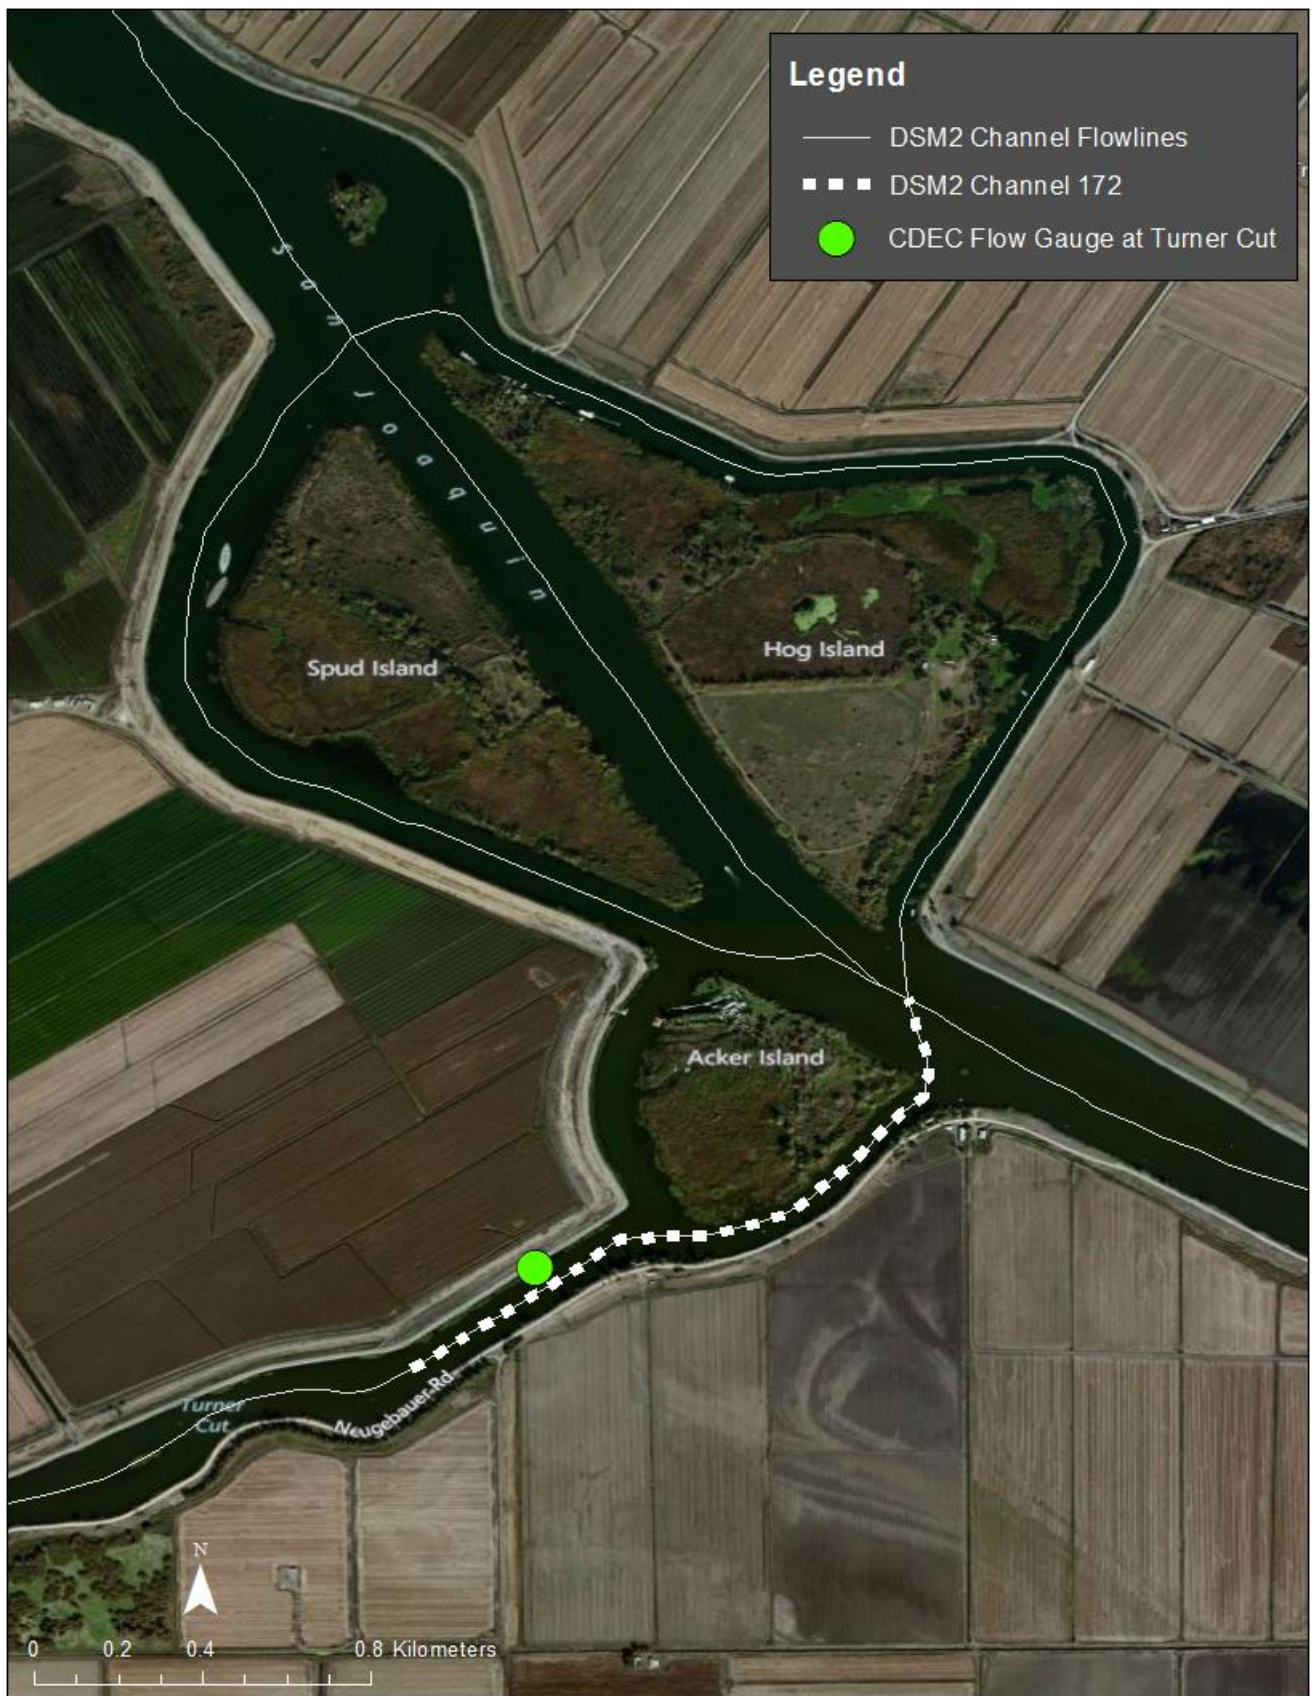 Legend
DSM2 Channel Flowlines
DSM2 Channel 172
CDEC Flow Gauge at Turner Cut
San Joaquin
Spud Island
Hog Island
Acker Island
Turner
Cut
Neugebauer Rd
N
0 0.2 0.4 0.8 Kilometers